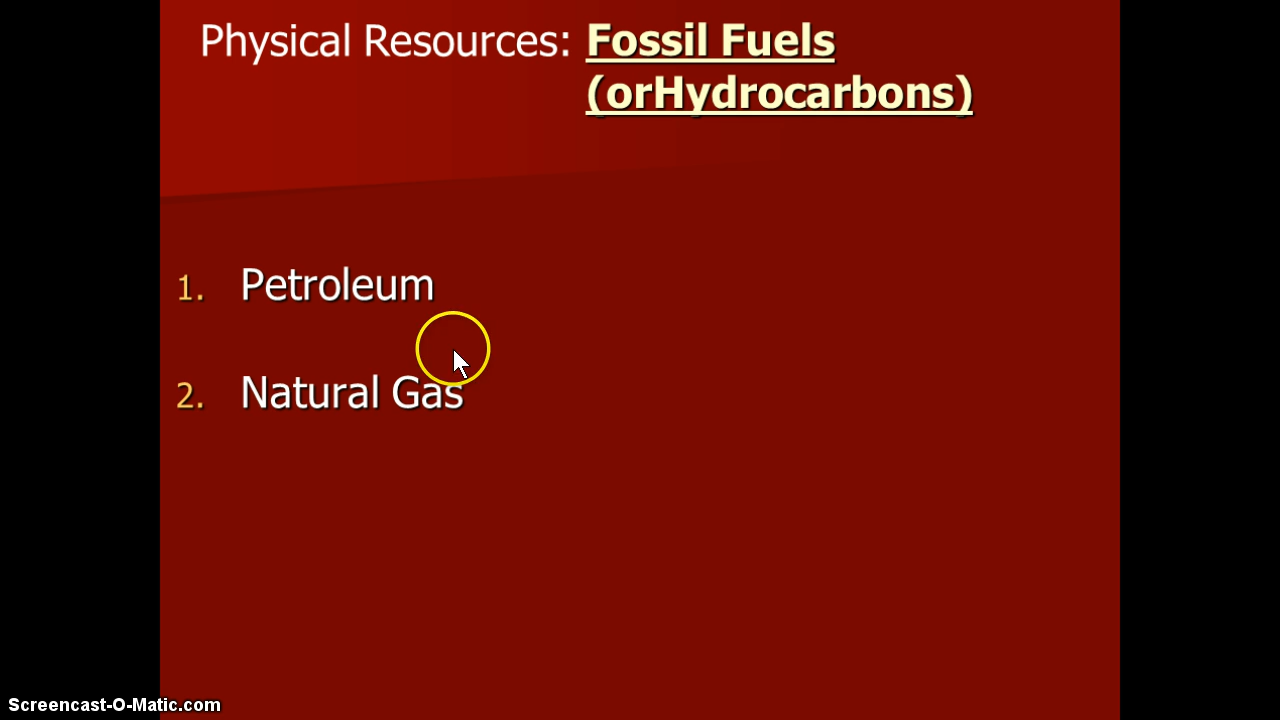 Physical Resources: Fossil Fuels
(orHydrocarbons)
1. Petroleum
2. Natural Gas
Screencast-O-Matic.com